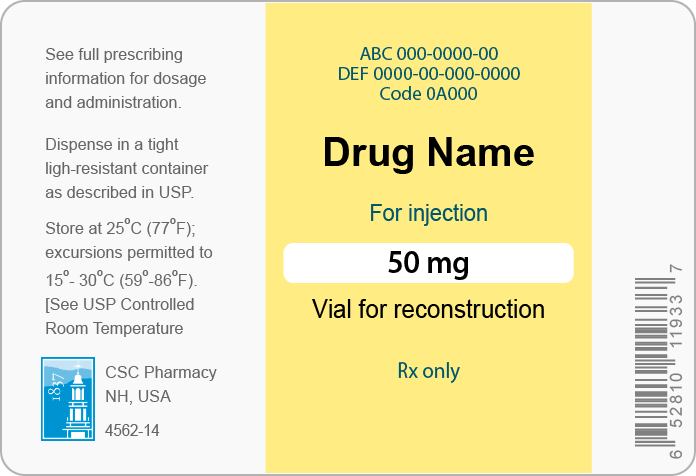 See full prescribing
information for dosage
and administration.
Dispense in a tight
ligh-resistant container
as described in USP.
Store at 25°C (77°F);
excursions permitted to
15°- 30°C (59°-86°F).
[See USP Controlled
Room Temperature
1837
CSC Pharmacy
NH, USA
4562-14
ABC 000-0000-00
DEF 0000-00-000-0000
Code 0A000
Drug Name
For injection
50 mg
Vial for reconstruction
Rx only
6 52810 11933 7